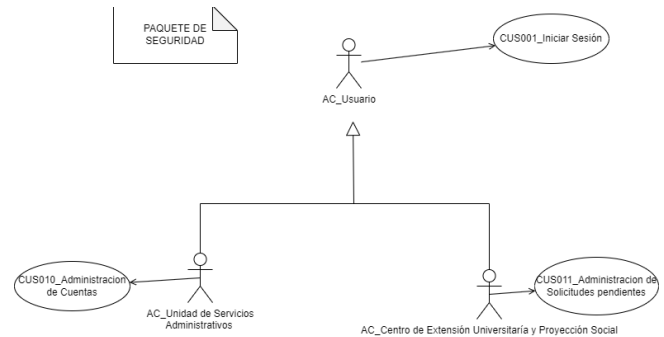 PAQUETE DE
SEGURIDAD
CUS001_Iniciar Sesión
AC_Usuario
CUS010_Administracion
de Cuentas
CUS011_Administracion de
Solicitudes pendientes
AC_Unidad de Servicios
Administrativos
AC_Centro de Extensión Universitaría y Proyección Social